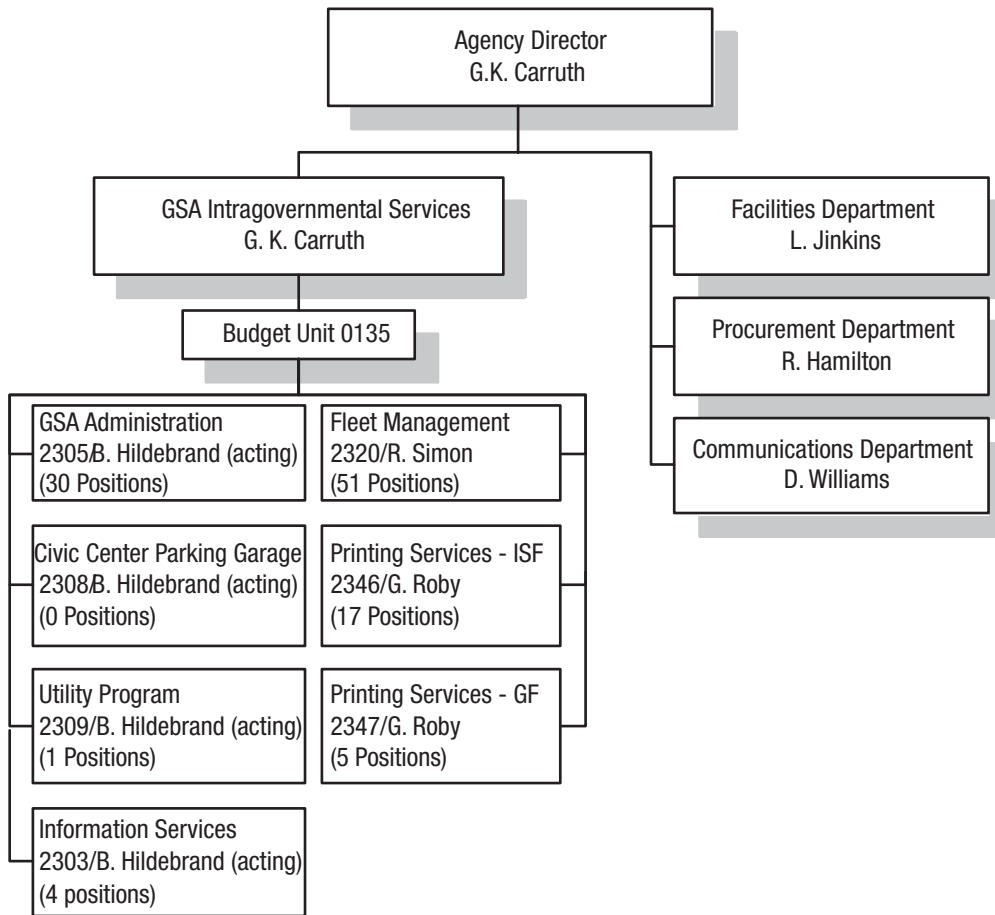 Agency Director
G.K. Carruth
GSA Intragovernmental Services
G. K. Carruth
Facilities Department
L. Jinkins
Budget Unit 0135
Procurement Department
R. Hamilton
Communications Department
D. Williams
GSA Administration
2305/B. Hildebrand (acting)
(30 Positions)
Fleet Management
2320/R. Simon
(51 Positions)
Civic Center Parking Garage
2308/B. Hildebrand (acting)
(0 Positions)
Printing Services - ISF
2346/G. Roby
(17 Positions)
Utility Program
2309/B. Hildebrand (acting)
(1 Positions)
Printing Services - GF
2347/G. Roby
(5 Positions)
Information Services
2303/B. Hildebrand (acting)
(4 positions)